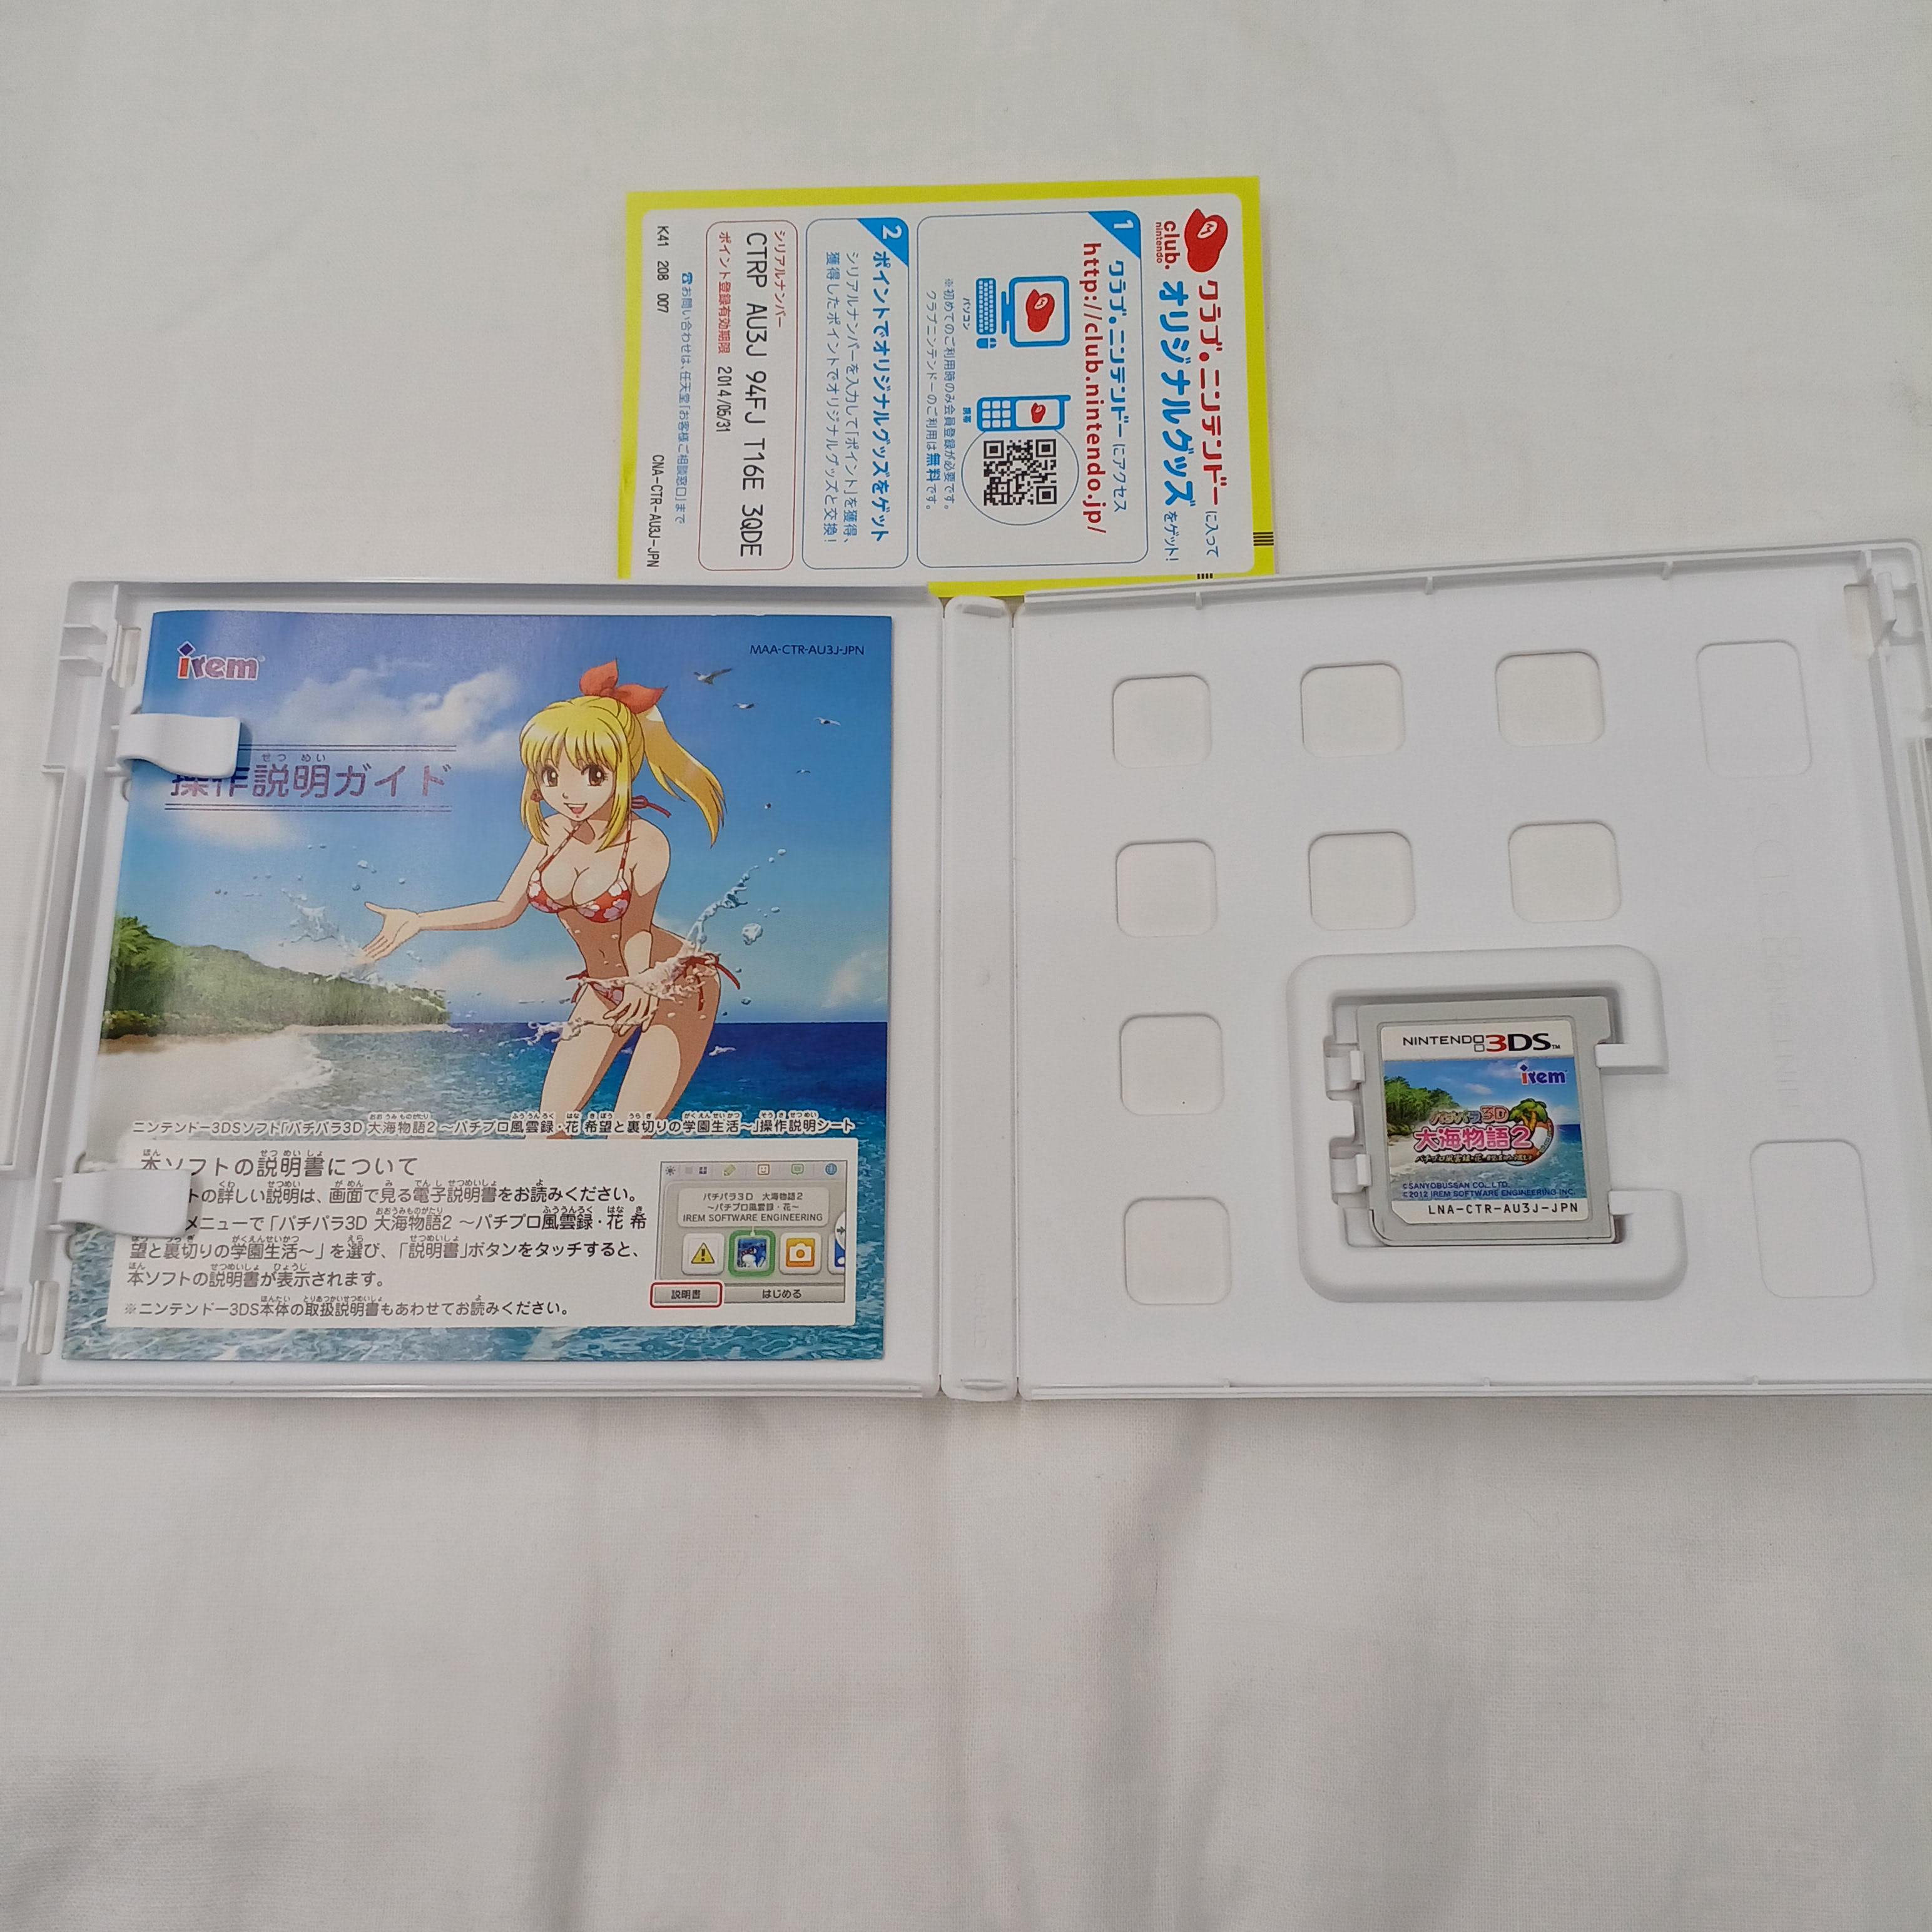 club.
nintendo
クラブ。ニンテンドーに入って
オリジナルグッズをゲット!
1
クラブ。ニンテンドーにアクセス
http://club.nintendo.jp/
パソコン
携帯
※初めてのご利用時のみ会員登録が必要です。
クラブニンテンドーのご利用は無料です。
2
ポイントでオリジナルグッズをゲット
シリアルナンバーを入力して「ポイント」を獲得、
獲得したポイントでオリジナルグッズと交換!
シリアルナンバー
CTRP AU3J 94FJ T16E 3QDE
ポイント登録有効期限 2014/05/31
☎お問い合わせは、任天堂「お客様ご相談窓口」まで
K41 208 007
CNA-CTR-AU3J-JPN
irem
MAA-CTR-AU3J-JPN
せつ めい
操作説明ガイド
ニンテンドー3DSソフト「パチパラ3D 大海物語2 ～パチプロ風雲録・花 希望と裏切りの学園生活～」操作説明シート
本ソフトの説明書について
トの詳しい説明は、画面で見る電子説明書をお読みください。
メニューで「パチパラ3D 大海物語2 ～パチプロ風雲録・花 希
望と裏切りの学園生活～」を選び、「説明書」ボタンをタッチすると、
本ソフトの説明書が表示されます。
※ニンテンドー3DS本体の取扱説明書もあわせてお読みください。
パチパラ3D 大海物語2
～パチプロ風雲録・花～
IREM SOFTWARE ENGINEERING
説明書
はじめる
NINTENDO 3DS™
irem
パチパラ3D
大海物語2
©SANYOBUSSAN CO.,LTD.
©2012 IREM SOFTWARE ENGINEERING INC.
LNA-CTR-AU3J-JPN